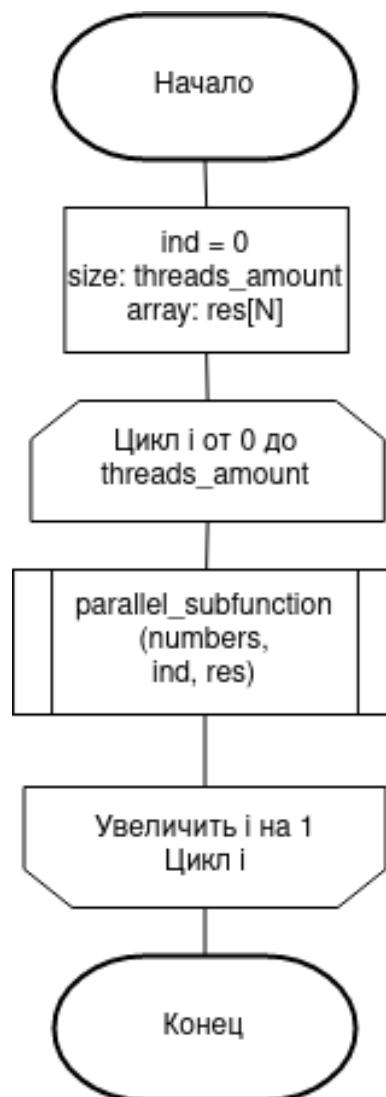 Начало
ind = 0
size: threads_amount
array: res[N]
Цикл i от 0 до
threads_amount
parallel_subfunction
(numbers,
ind, res)
Увеличить i на 1
Цикл i
Конец